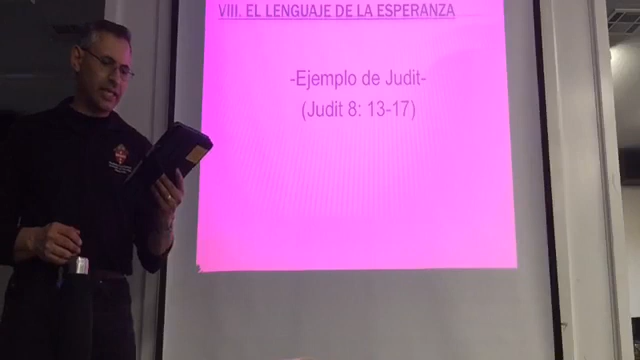 VIII. EL LENGUAJE DE LA ESPERANZA
-Ejemplo de Judit-
(Judit 8: 13-17)